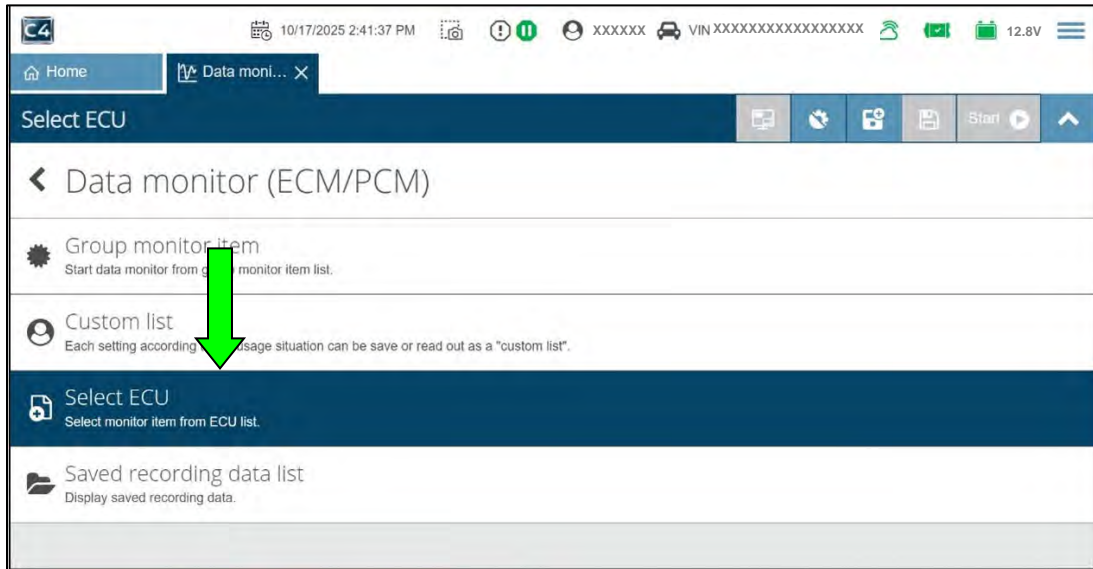 C4 10/17/2025 2:41:37 PM XXXXXX VIN XXXXXXXXXXXXXXXXX 12.8V
Home Data moni...
Select ECU Start
Data monitor (ECM/PCM)
Group monitor item
Start data monitor from monitor item list.
Custom list
Each setting according usage situation can be save or read out as a "custom list".
Select ECU
Select monitor item from ECU list.
Saved recording data list
Display saved recording data.